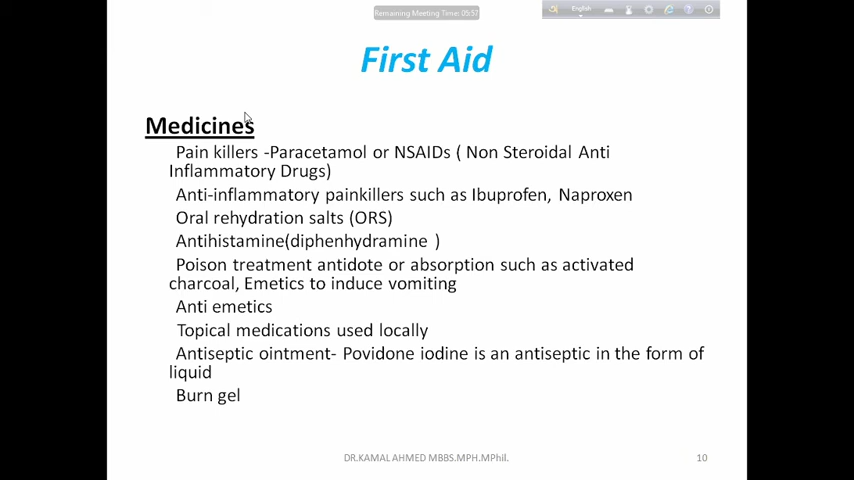 Remaining Meeting Time: 05:57
English
First Aid
Medicines
Pain killers -Paracetamol or NSAIDs ( Non Steroidal Anti
Inflammatory Drugs)
Anti-inflammatory painkillers such as Ibuprofen, Naproxen
Oral rehydration salts (ORS)
Antihistamine(diphenhydramine )
Poison treatment antidote or absorption such as activated
charcoal, Emetics to induce vomiting
Anti emetics
Topical medications used locally
Antiseptic ointment- Povidone iodine is an antiseptic in the form of
liquid
Burn gel
DR.KAMAL AHMED MBBS.MPH.MPhil.
10